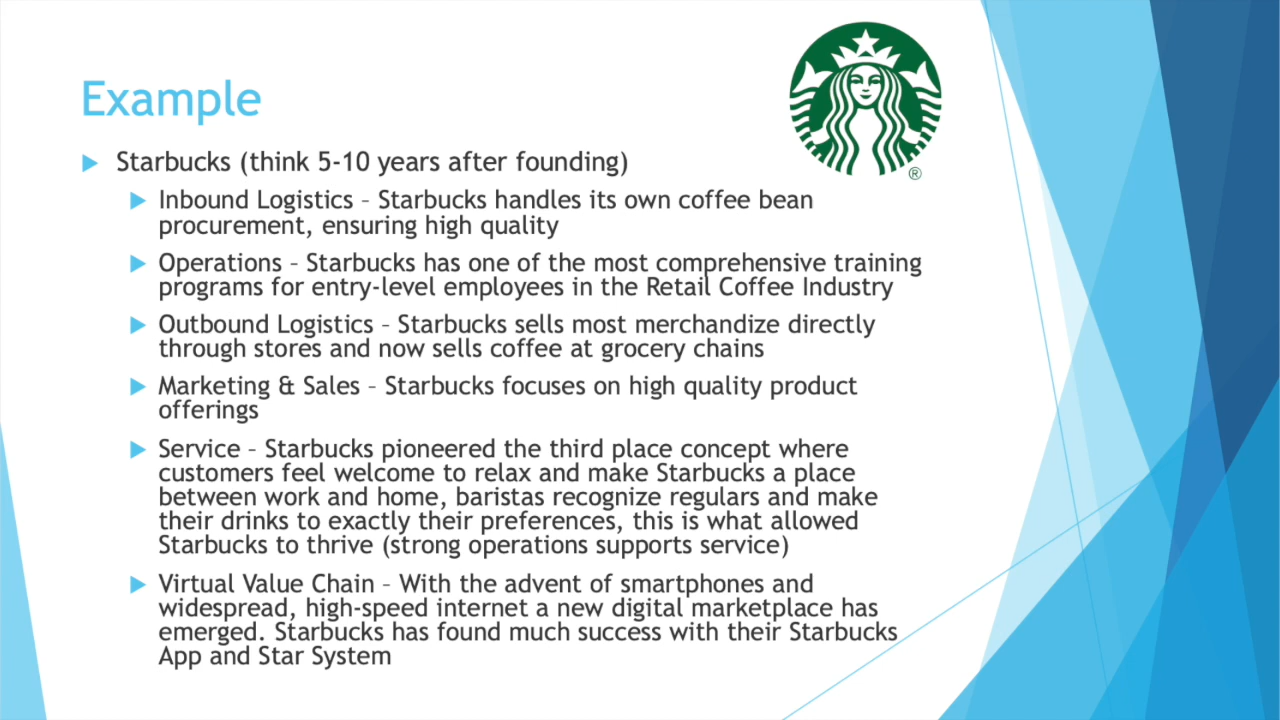 Example
Starbucks (think 5-10 years after founding)
Inbound Logistics – Starbucks handles its own coffee bean
procurement, ensuring high quality
Operations – Starbucks has one of the most comprehensive training
programs for entry-level employees in the Retail Coffee Industry
Outbound Logistics – Starbucks sells most merchandize directly
through stores and now sells coffee at grocery chains
Marketing & Sales – Starbucks focuses on high quality product
offerings
Service – Starbucks pioneered the third place concept where
customers feel welcome to relax and make Starbucks a place
between work and home, baristas recognize regulars and make
their drinks to exactly their preferences, this is what allowed
Starbucks to thrive (strong operations supports service)
Virtual Value Chain – With the advent of smartphones and
widespread, high-speed internet a new digital marketplace has
emerged. Starbucks has found much success with their Starbucks
App and Star System
®